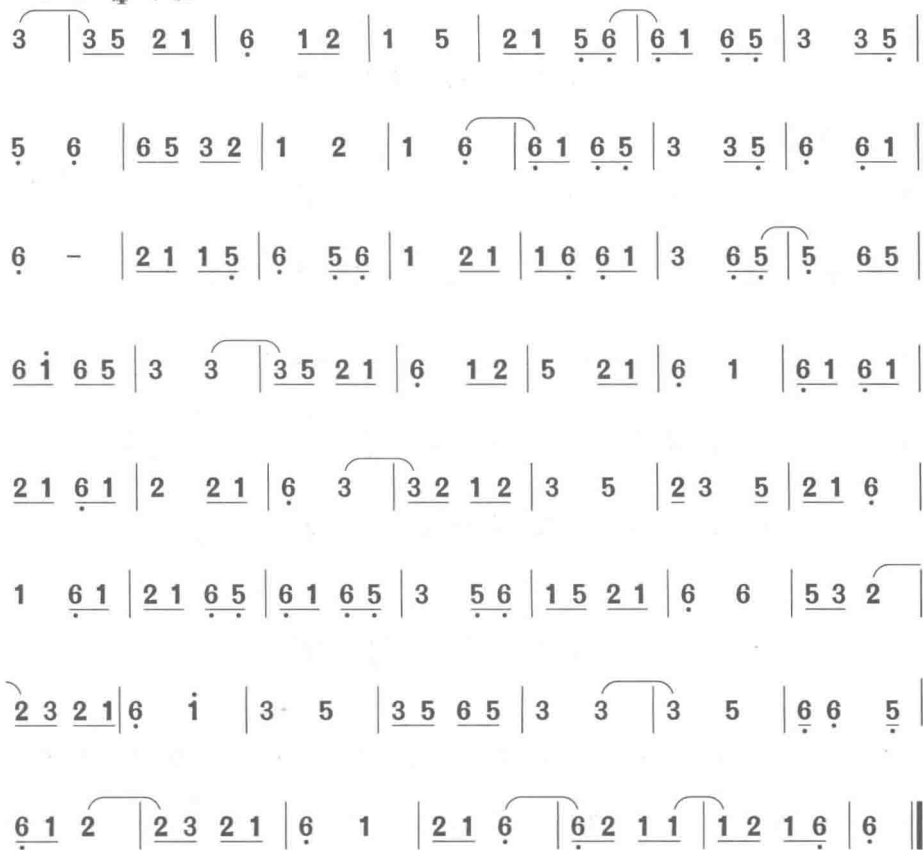 3 | 3 5 2 1 | 6̣ 1 2 | 1 5 | 2 1 5̣ 6̣ | 6̣ 1 6̣ 5̣ | 3 3 5̣ |
5̣ 6̣ | 6 5 3 2 | 1 2 | 1 6̣ | 6̣ 1 6̣ 5̣ | 3 3 5̣ | 6̣ 6̣ 1 |
6̣ - | 2 1 1 5̣ | 6̣ 5̣ 6̣ | 1 2 1 | 1 6̣ 6̣ 1 | 3 6̣ 5̣ | 5̣ 6 5 |
6 1̇ 6 5 | 3 3 | 3 5 2 1 | 6̣ 1 2 | 5 2 1 | 6̣ 1 | 6̣ 1 6̣ 1 |
2 1 6̣ 1 | 2 2 1 | 6̣ 3 | 3 2 1 2 | 3 5 | 2 3 5 | 2 1 6̣ |
1 6̣ 1 | 2 1 6̣ 5̣ | 6̣ 1 6̣ 5̣ | 3 5̣ 6̣ | 1 5 2 1 | 6̣ 6 | 5 3 2 |
2 3 2 1 | 6̣ 1̇ | 3 5 | 3 5 6 5 | 3 3 | 3 5 | 6̣ 6̣ 5̣ |
6̣ 1 2 | 2 3 2 1 | 6̣ 1 | 2 1 6̣ | 6̣ 2 1 1 | 1 2 1 6̣ | 6̣ ‖